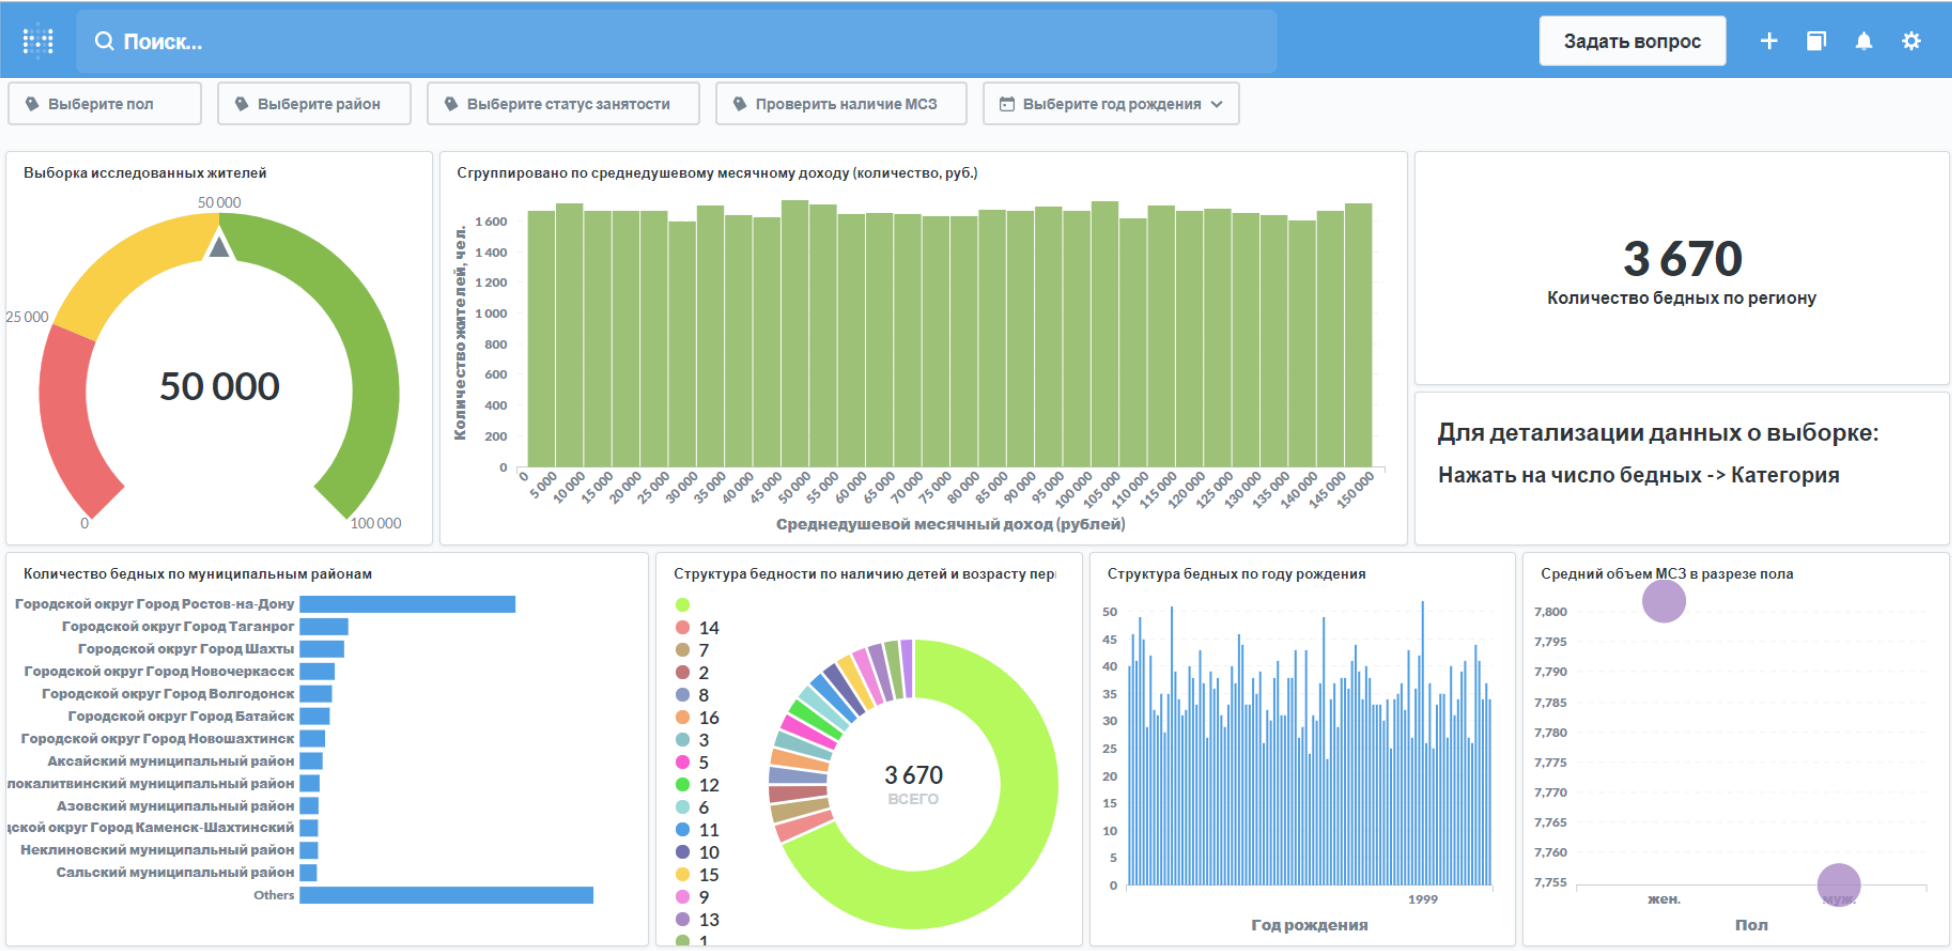 Поиск...
Задать вопрос
Выберите пол
Выберите район
Выберите статус занятости
Проверить наличие МСЗ
Выберите год рождения
Выборка исследованных жителей
50 000
25 000
50 000
0
100 000
Сгруппировано по среднедушевому месячному доходу (количество, руб.)
Количество жителей, чел.
1 600
1 400
1 200
1 000
800
600
400
200
0
0 5 000 10 000 15 000 20 000 25 000 30 000 35 000 40 000 45 000 50 000 55 000 60 000 65 000 70 000 75 000 80 000 85 000 90 000 95 000 100 000 105 000 110 000 115 000 120 000 125 000 130 000 135 000 140 000 145 000 150 000
Среднедушевой месячный доход (рублей)
3 670
Количество бедных по региону
Для детализации данных о выборке:
Нажать на число бедных -> Категория
Количество бедных по муниципальным районам
Городской округ Город Ростов-на-Дону
Городской округ Город Таганрог
Городской округ Город Шахты
Городской округ Город Новочеркасск
Городской округ Город Волгодонск
Городской округ Город Батайск
Городской округ Город Новошахтинск
Аксайский муниципальный район
локалитвинский муниципальный район
Азовский муниципальный район
дской округ Город Каменск-Шахтинский
Неклиновский муниципальный район
Сальский муниципальный район
Others
Структура бедности по наличию детей и возрасту пер
14
7
2
8
16
3
5
12
6
11
10
15
9
13
1
3 670
ВСЕГО
Структура бедных по году рождения
50
45
40
35
30
25
20
15
10
5
0
1999
Год рождения
Средний объем МСЗ в разрезе пола
7,800
7,795
7,790
7,785
7,780
7,775
7,770
7,765
7,760
7,755
жен.
муж.
Пол